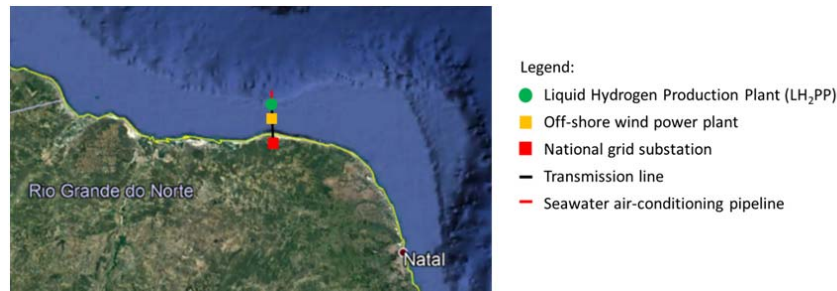 Legend:
Liquid Hydrogen Production Plant (LH₂PP)
Off-shore wind power plant
National grid substation
Transmission line
Seawater air-conditioning pipeline
Rio Grande do Norte
Natal